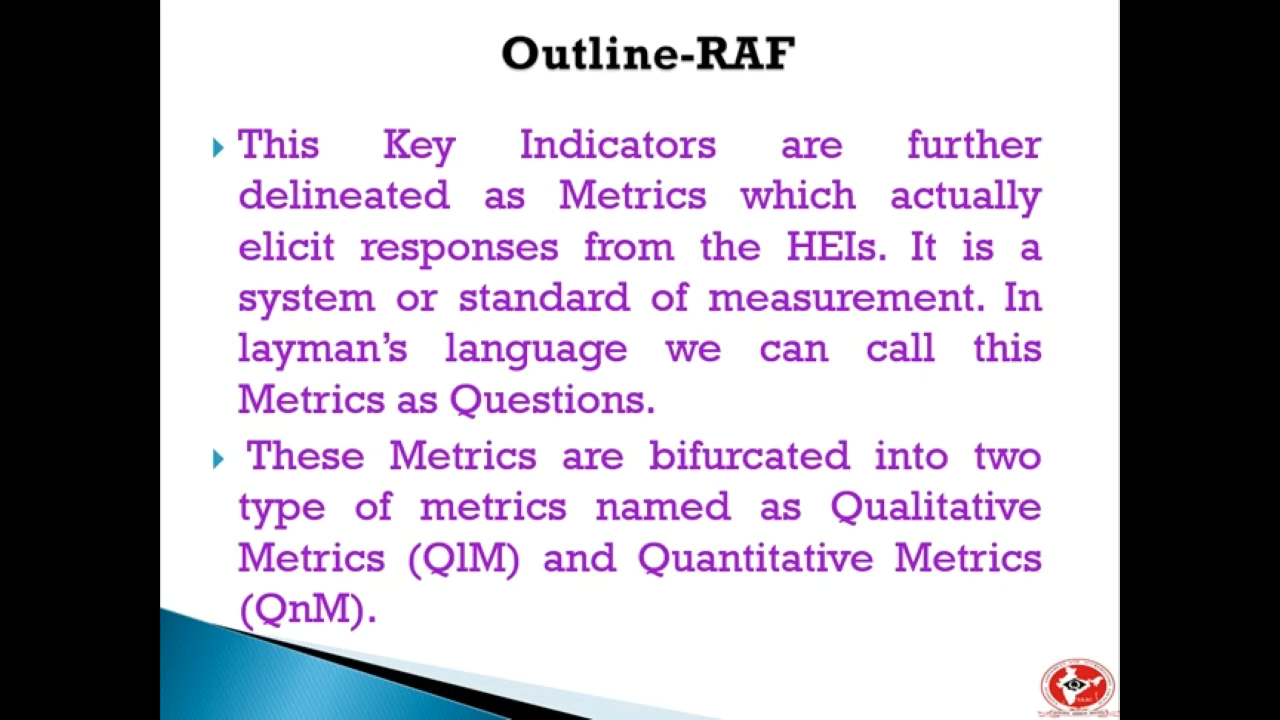 Outline-RAF
This Key Indicators are further
delineated as Metrics which actually
elicit responses from the HEIs. It is a
system or standard of measurement. In
layman’s language we can call this
Metrics as Questions.
These Metrics are bifurcated into two
type of metrics named as Qualitative
Metrics (QlM) and Quantitative Metrics
(QnM).